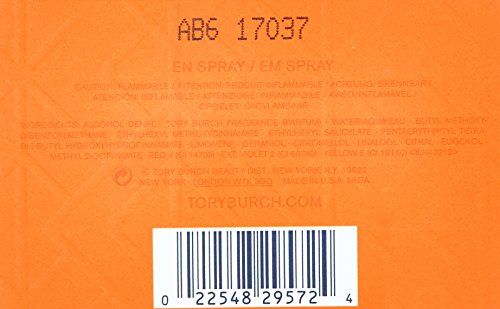 AB6 17037
EN SPRAY / EM SPRAY
CAUTION: FLAMMABLE / ATTENTION: PRODUIT INFLAMMABLE / ACHTUNG: BRENNBAR /
ATENCIÓN: INFLAMABLE / ATTENZIONE: INFIAMMABILE / AVISO: INFLAMÁVEL /
OPGELET: ONTVLAMBAAR
INGREDIENTS: ALCOHOL DENAT. • TORY BURCH FRAGRANCE (PARFUM) • WATER/AQUA/EAU • BUTYL METHOXY-
DIBENZOYLMETHANE • ETHYLHEXYL METHOXYCINNAMATE • ETHYLHEXYL SALICYLATE • PENTAERYTHRITYL TETRA-
DI-T-BUTYL HYDROXYHYDROCINNAMATE • LIMONENE • GERANIOL • CITRONELLOL • LINALOOL • CITRAL • EUGENOL •
METHYL 2-OCTYNOATE • RED 4 (CI 14700) • EXT. VIOLET 2 (CI 60730) • YELLOW 5 (CI 19140)
© TORY BURCH BEAUTY DIST. NEW YORK, N.Y. 10022
NEW YORK • LONDON W1K 3BQ MADE IN U.S.A.
TORYBURCH.COM
0 22548 29572 4